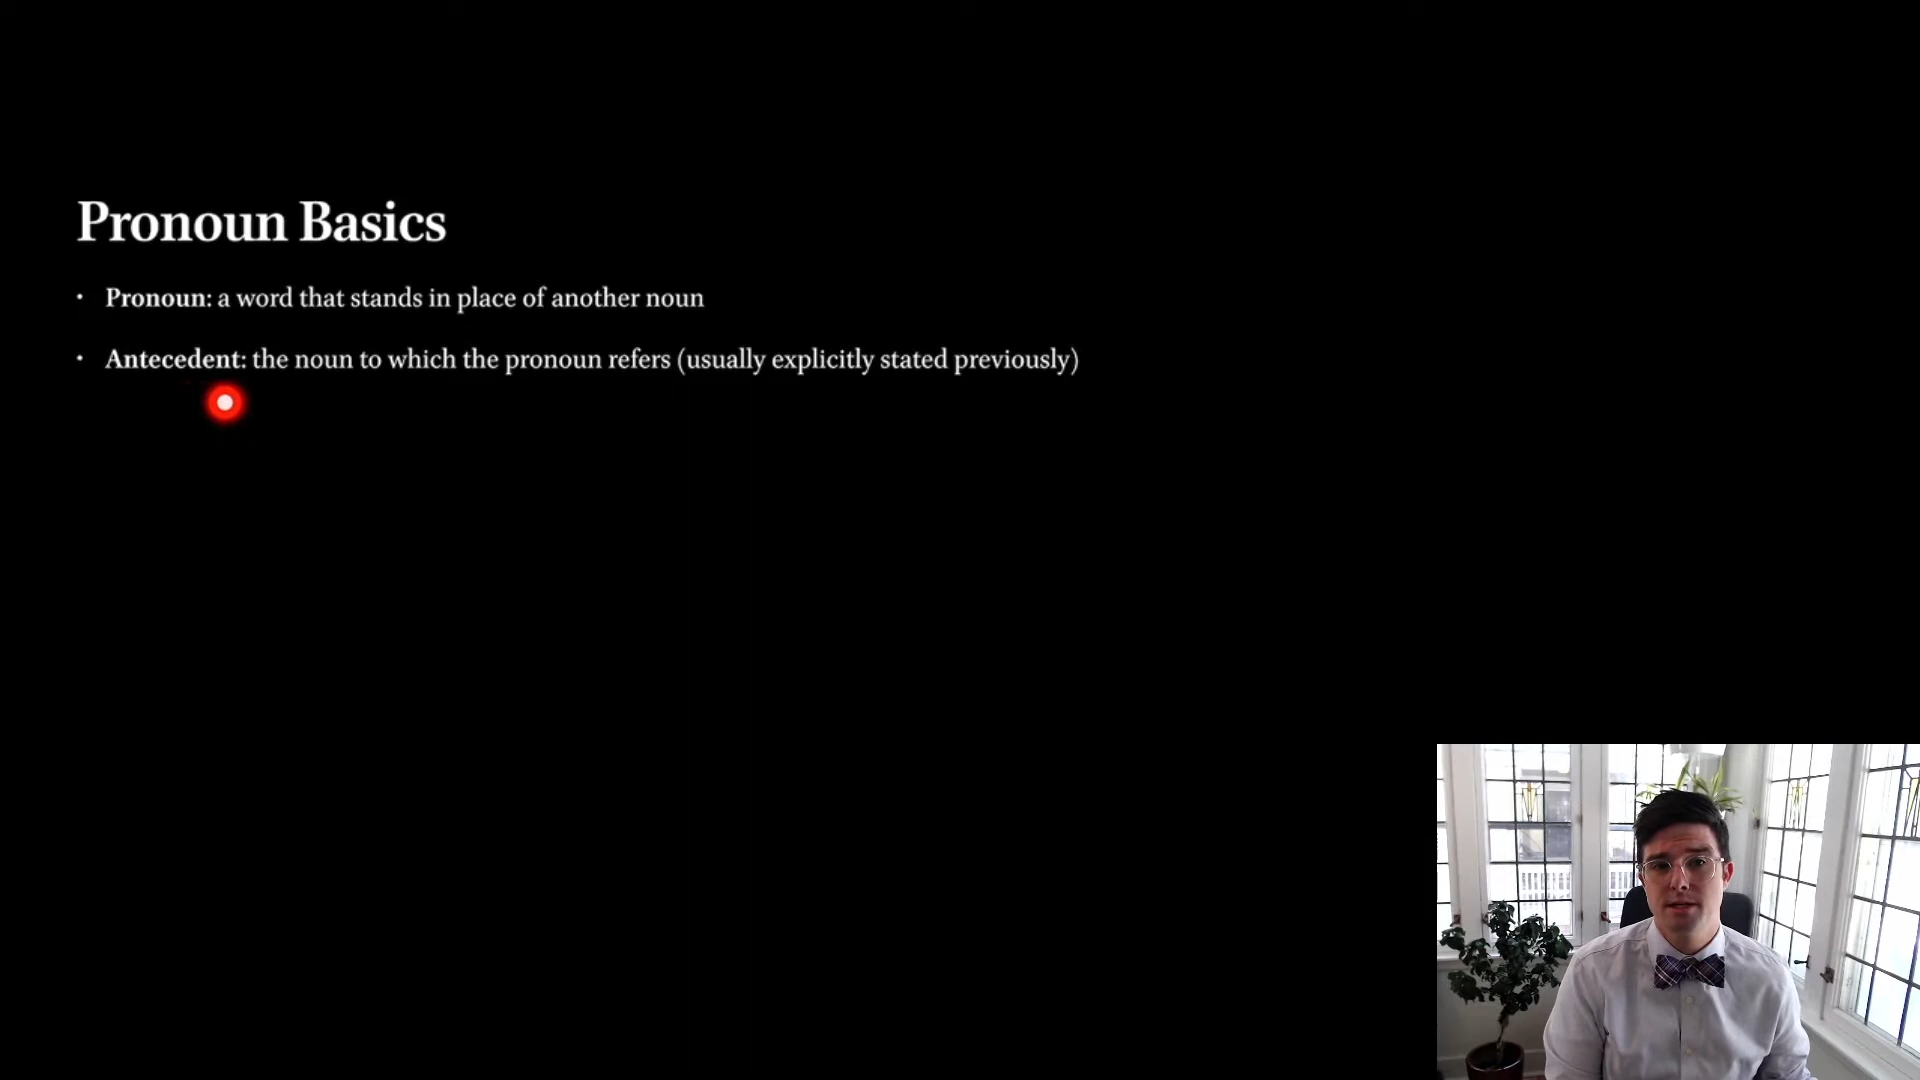 Pronoun Basics
• Pronoun: a word that stands in place of another noun
• Antecedent: the noun to which the pronoun refers (usually explicitly stated previously)